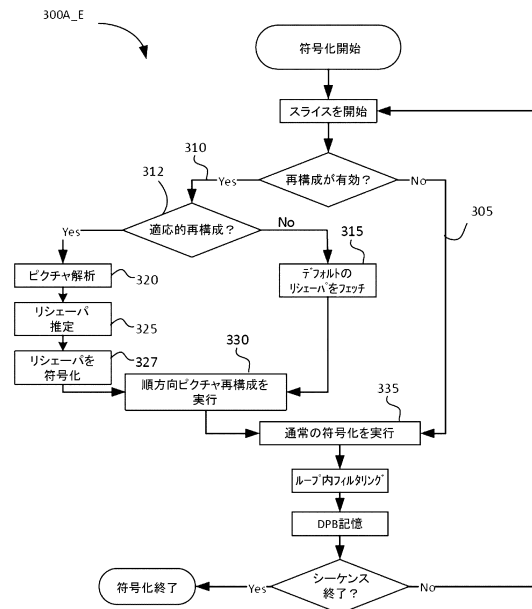 300A_E
符号化開始
スライスを開始
310
再構成が有効？
Yes
No
312
305
適応的再構成？
Yes
No
315
ピクチャ解析
320
デフォルトの
リシェーパをフェッチ
リシェーパ
推定
325
リシェーパを
符号化
327
330
順方向ピクチャ再構成を
実行
335
通常の符号化を実行
ループ内フィルタリング
DPB記憶
シーケンス
終了？
Yes
No
符号化終了